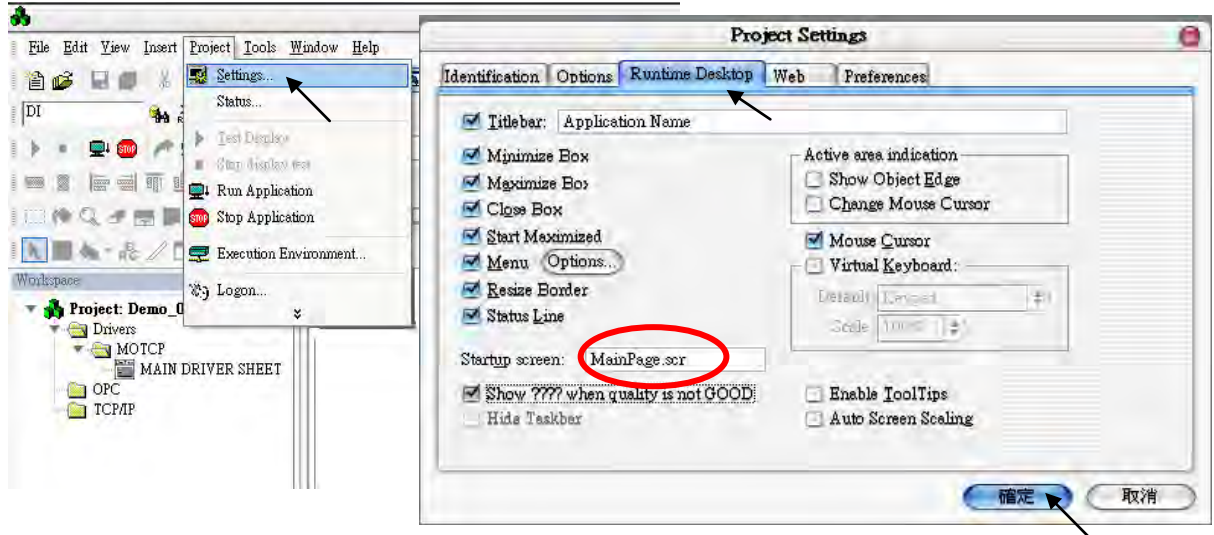 File Edit View Insert Project Tools Window Help
DI
Settings...
Status...
Test Display
Stop display test
Run Application
Stop Application
Execution Environment...
Logon...
Workspace
Project: Demo_0
Drivers
MOTCP
MAIN DRIVER SHEET
OPC
TCP/IP
Project Settings
Identification Options Runtime Desktop Web Preferences
Titlebar: Application Name
Minimize Box
Maximize Box
Close Box
Start Maximized
Menu Options...
Resize Border
Status Line
Active area indication
Show Object Edge
Change Mouse Cursor
Mouse Cursor
Virtual Keyboard:
Default Keypad
Scale 100%
Startup screen: MainPage.scr
Show ???? when quality is not GOOD
Hide Taskbar
Enable ToolTips
Auto Screen Scaling
確定 取消